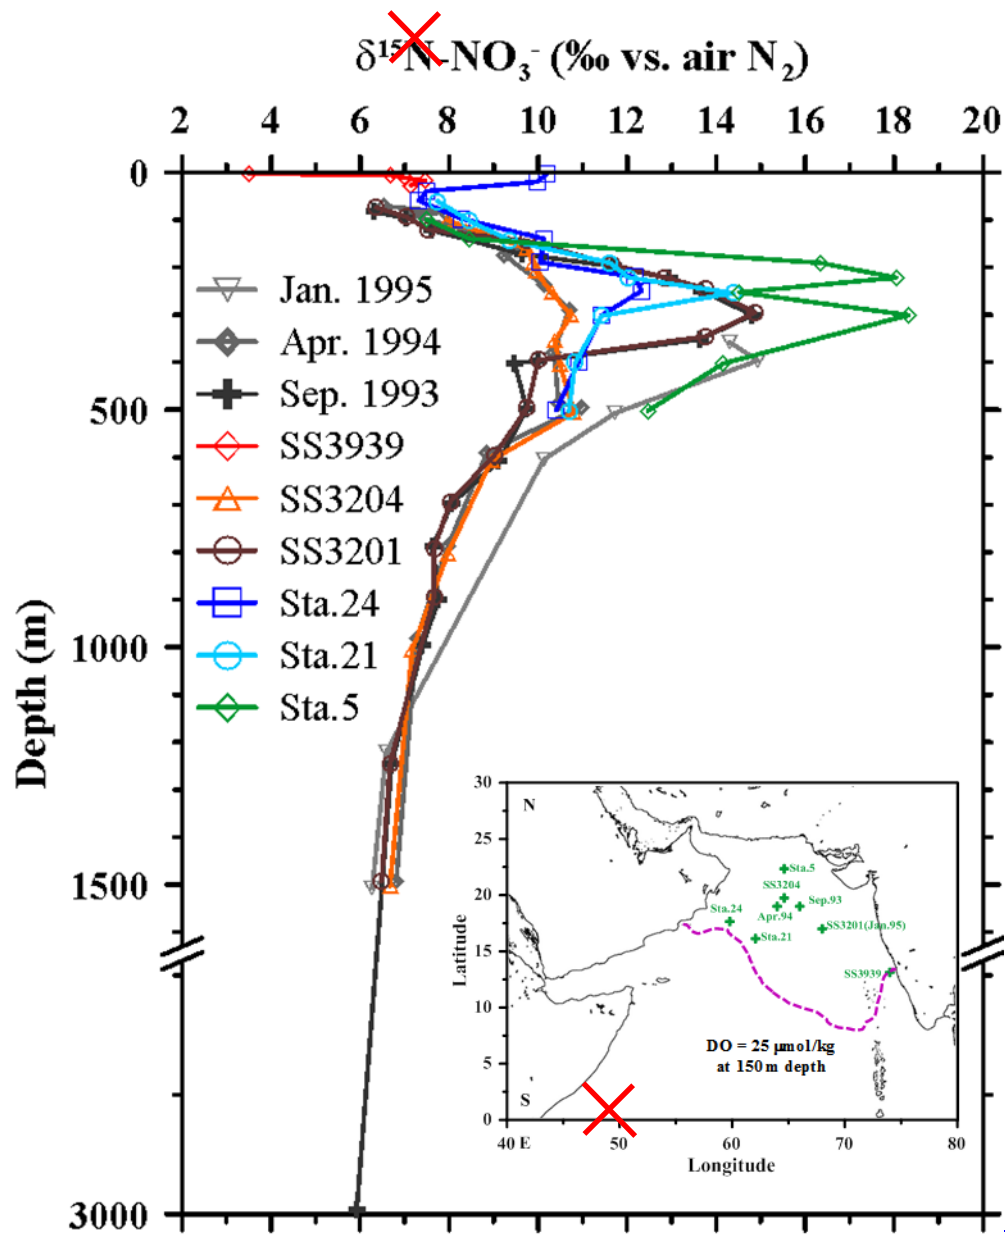 δ¹⁵N-NO₃⁻ (‰ vs. air N₂)
2 4 6 8 10 12 14 16 18 20
0
500
1000
1500
3000
Depth (m)
Jan. 1995
Apr. 1994
Sep. 1993
SS3939
SS3204
SS3201
Sta.24
Sta.21
Sta.5
30
25
20
15
10
5
0
Latitude
N
Sta.5
SS3204
Sep.93
Sta.24
Apr.94
SS3201(Jan.95)
Sta.21
SS3939
DO = 25 μmol/kg
at 150m depth
S
40 E 50 60 70 80
Longitude